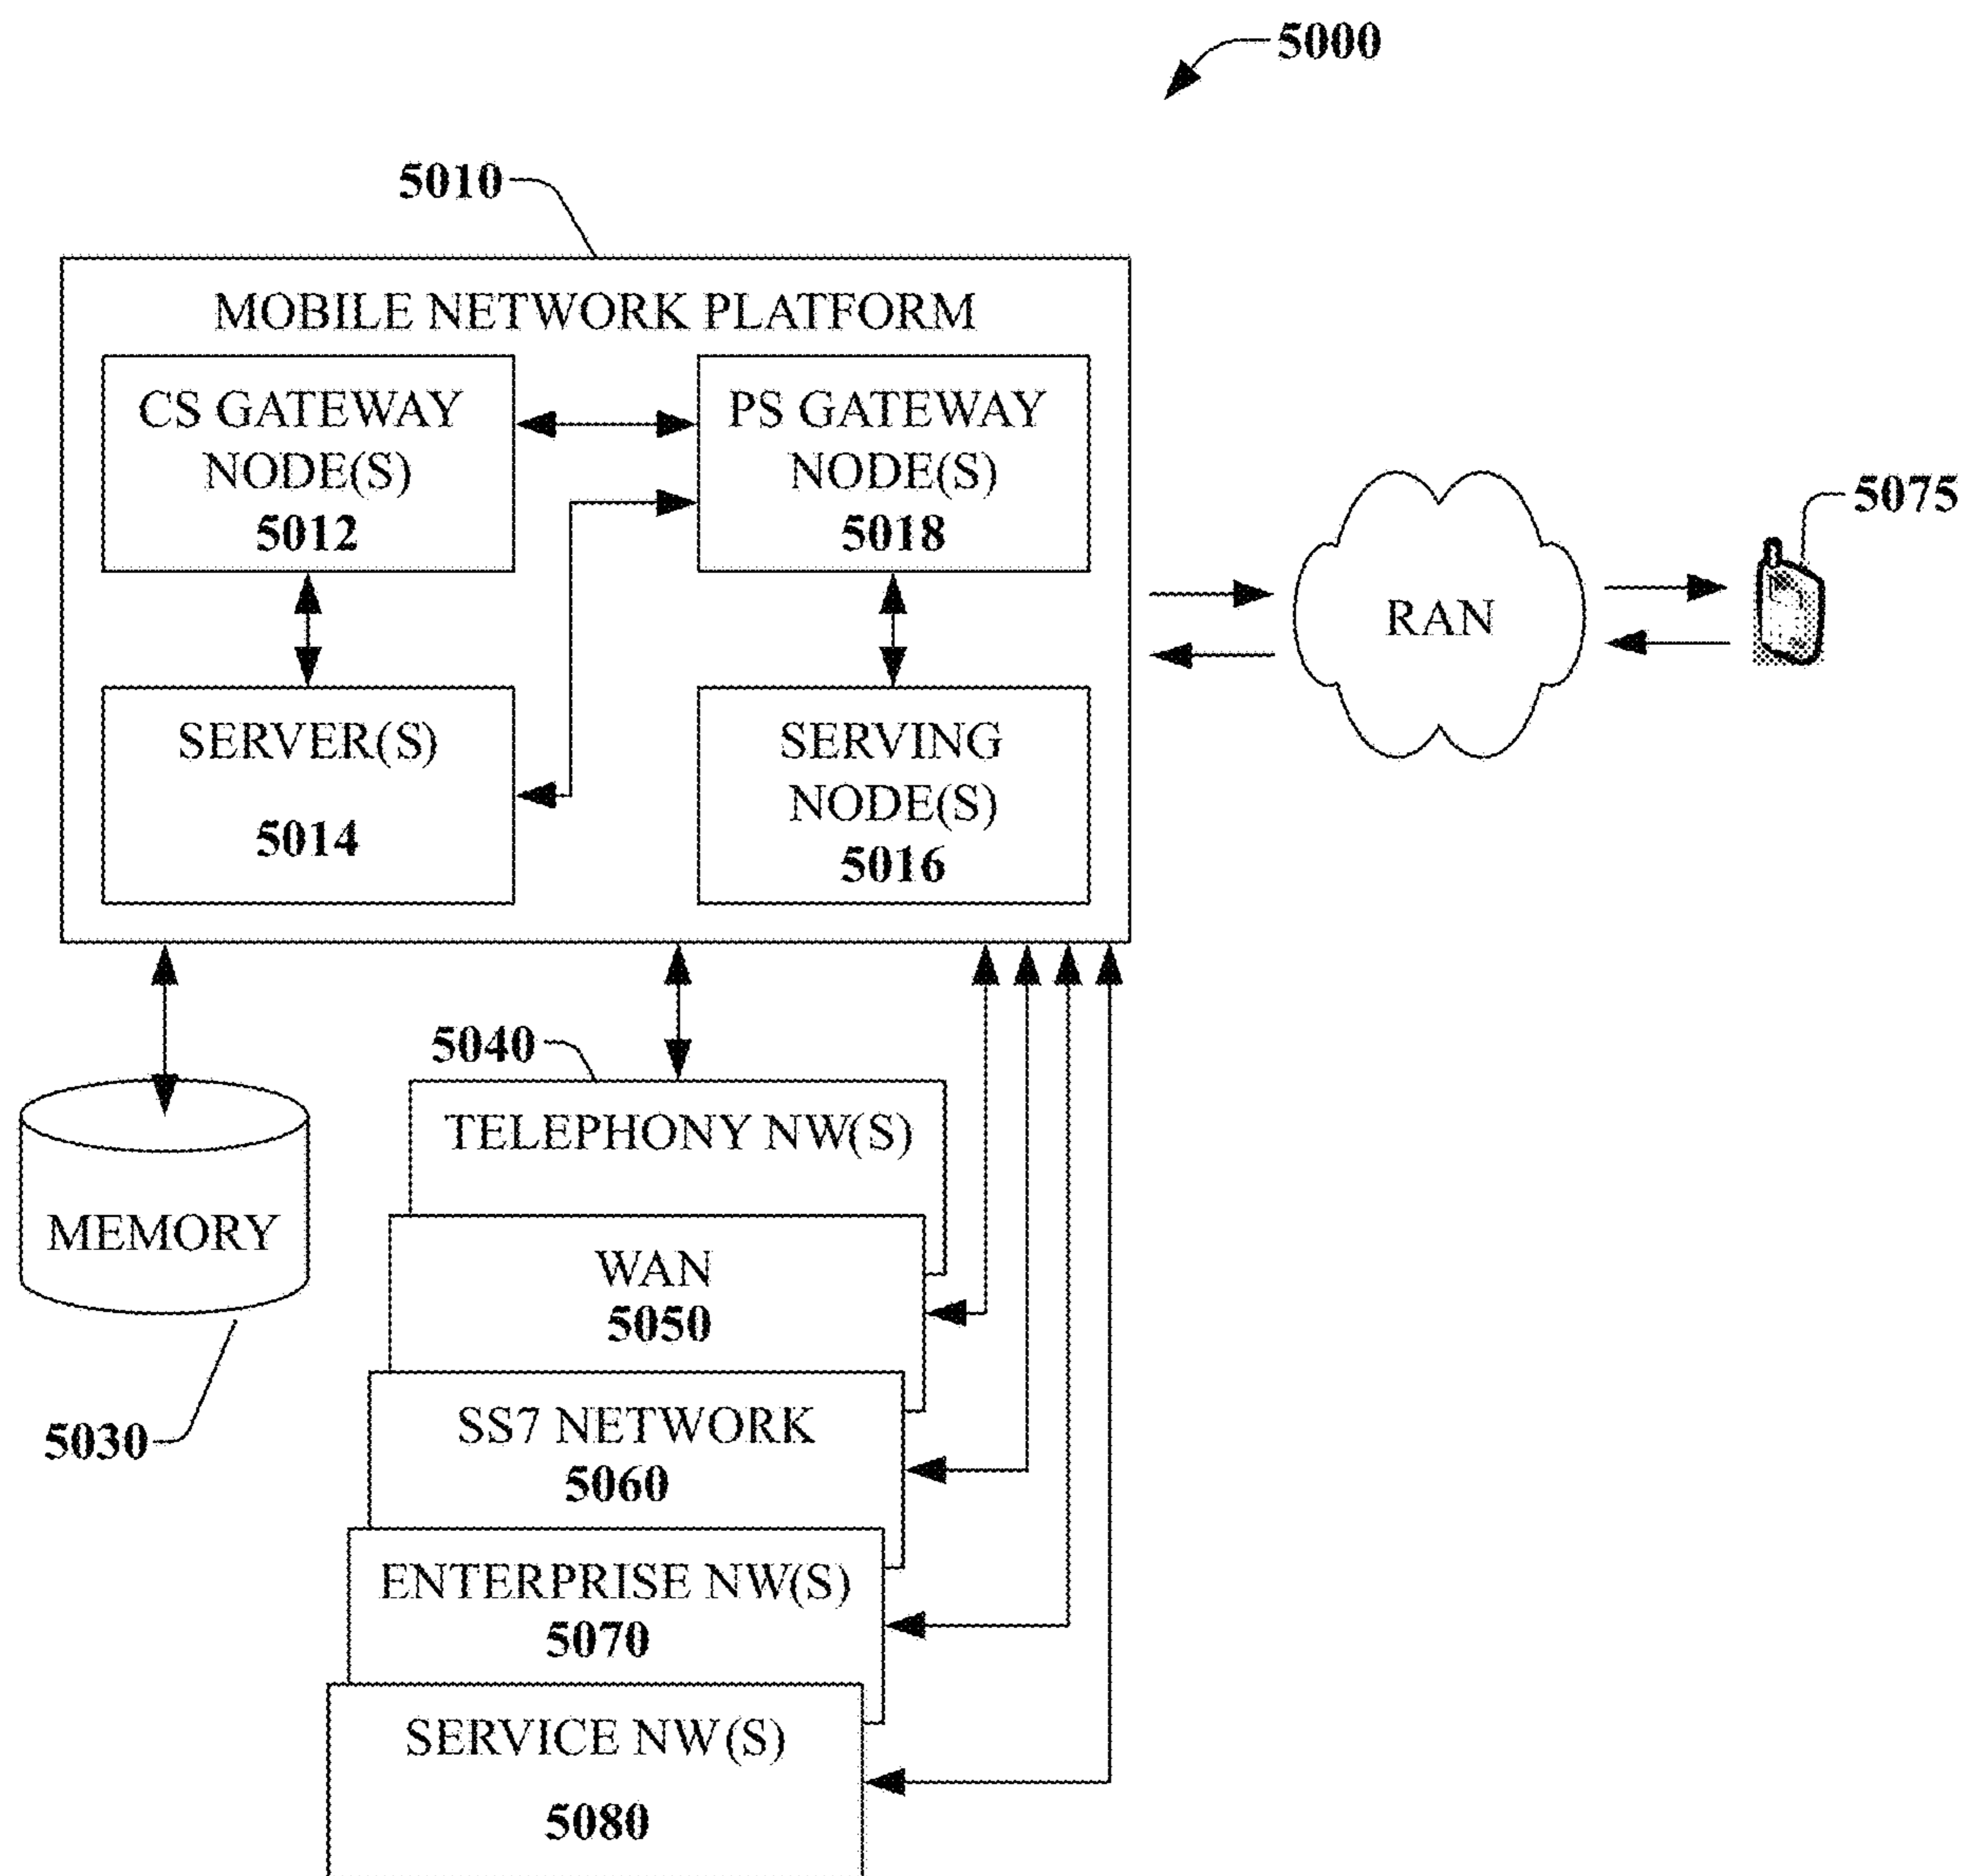 5000
5010
MOBILE NETWORK PLATFORM
CS GATEWAY
NODE(S)
5012
PS GATEWAY
NODE(S)
5018
SERVER(S)
5014
SERVING
NODE(S)
5016
RAN
5075
5040
TELEPHONY NW(S)
MEMORY
5030
WAN
5050
SS7 NETWORK
5060
ENTERPRISE NW(S)
5070
SERVICE NW(S)
5080